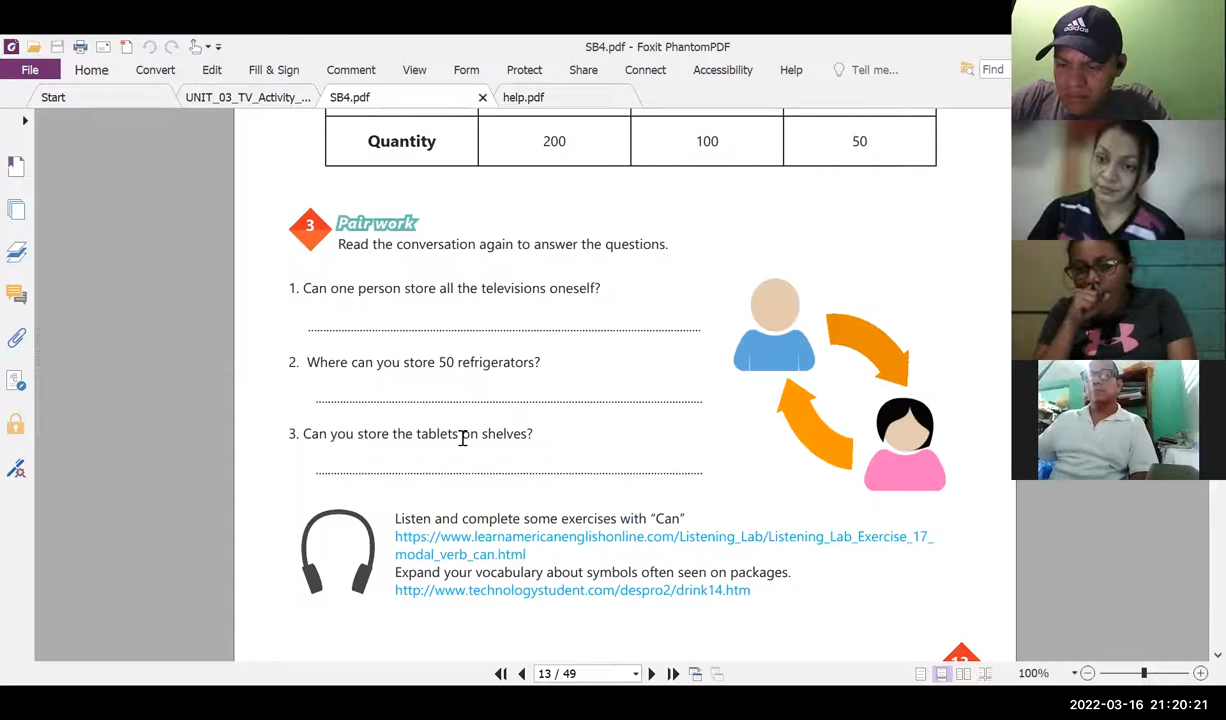 SB4.pdf - Foxit PhantomPDF
File Home Convert Edit Fill & Sign Comment View Form Protect Share Connect Accessibility Help Tell me... Find
Start UNIT_03_TV_Activity_... SB4.pdf help.pdf
Quantity 200 100 50
3 Pair work
Read the conversation again to answer the questions.
1. Can one person store all the televisions oneself?
2. Where can you store 50 refrigerators?
3. Can you store the tablets on shelves?
Listen and complete some exercises with “Can”
https://www.learnamericanenglishonline.com/Listening_Lab/Listening_Lab_Exercise_17_
modal_verb_can.html
Expand your vocabulary about symbols often seen on packages.
http://www.technologystudent.com/despro2/drink14.htm
13 / 49 100%
2022-03-16 21:20:21
adidas